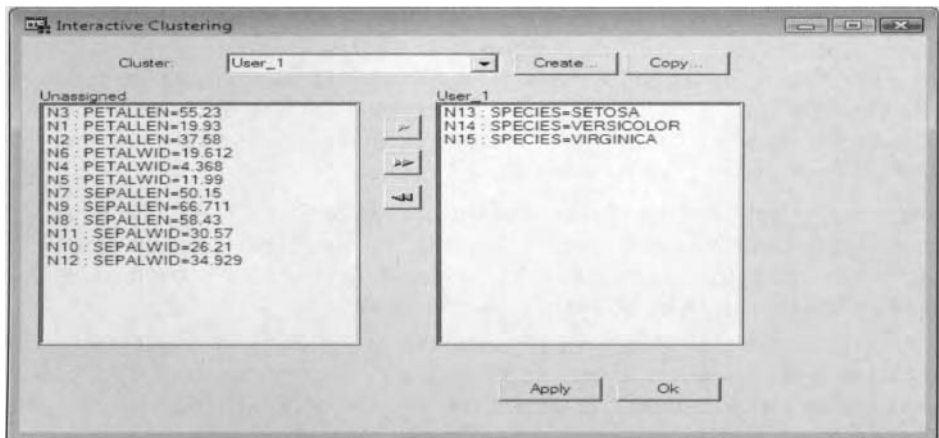 Interactive Clustering
Cluster: User_1 Create... Copy...
Unassigned
N3 : PETALLEN=55.23
N1 : PETALLEN=19.93
N2 : PETALLEN=37.58
N6 : PETALWID=19.612
N4 : PETALWID=4.368
N5 : PETALWID=11.99
N7 : SEPALLEN=50.15
N9 : SEPALLEN=66.711
N8 : SEPALLEN=58.43
N11 : SEPALWID=30.57
N10 : SEPALWID=26.21
N12 : SEPALWID=34.929
User_1
N13 : SPECIES=SETOSA
N14 : SPECIES=VERSICOLOR
N15 : SPECIES=VIRGINICA
Apply Ok